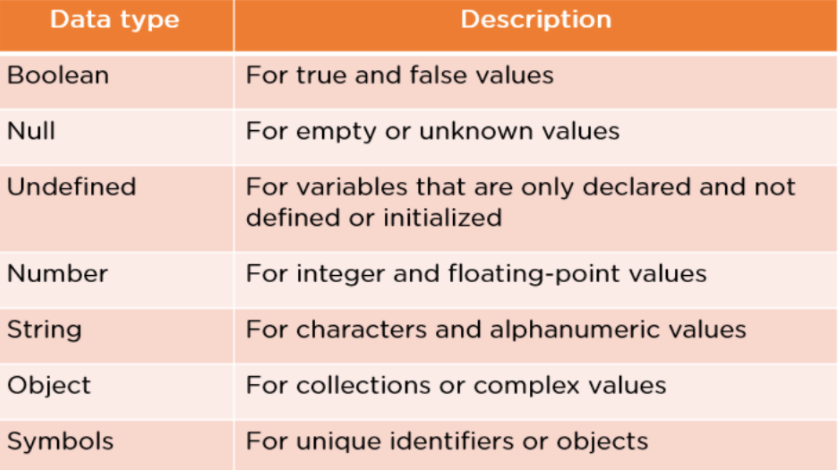 Data type Description
Boolean For true and false values
Null For empty or unknown values
Undefined For variables that are only declared and not
defined or initialized
Number For integer and floating-point values
String For characters and alphanumeric values
Object For collections or complex values
Symbols For unique identifiers or objects